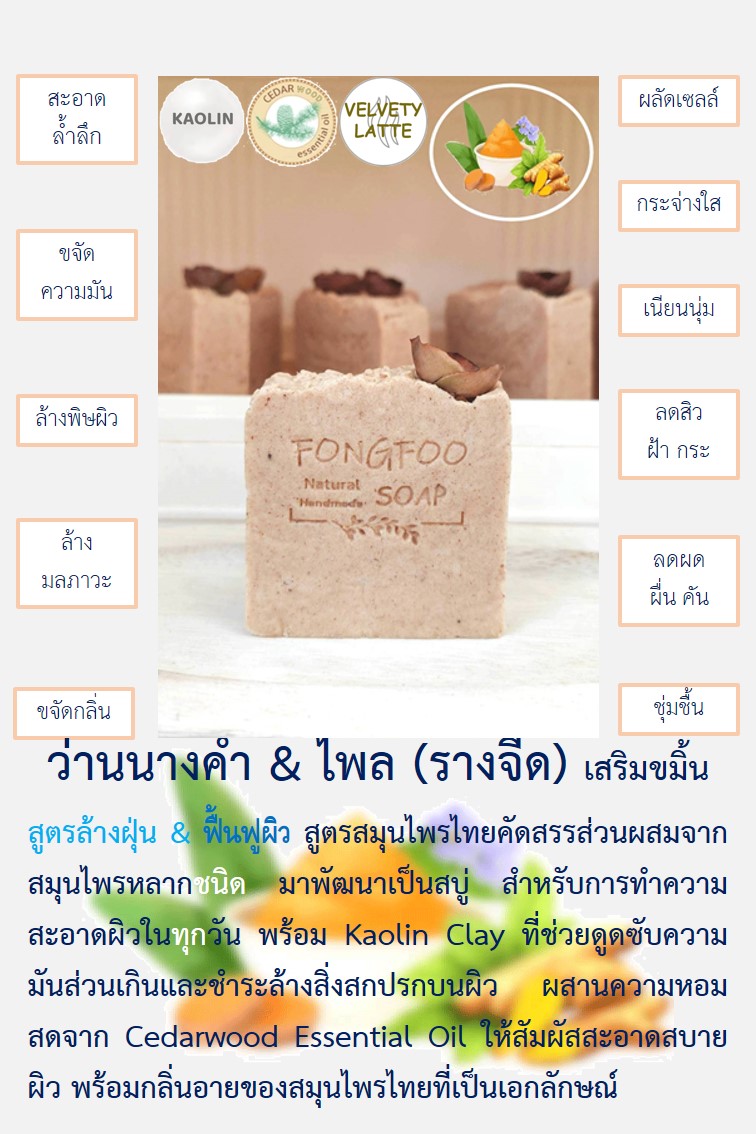 สะอาด
ล้ำลึก
ขจัด
ความมัน
ล้างพิษผิว
ล้าง
มลภาวะ
ขจัดกลิ่น
KAOLIN
CEDAR WOOD
essential oil
VELVETY
LATTE
FONGFOO
Natural
Handmade SOAP
ผลัดเซลล์
กระจ่างใส
เนียนนุ่ม
ลดสิว
ฝ้า กระ
ลดผด
ผื่น คัน
ชุ่มชื้น
ว่านนางคำ & ไพล (รางจืด) เสริมขมิ้น
สูตรล้างฝุ่น & ฟื้นฟูผิว สูตรสมุนไพรไทยคัดสรรส่วนผสมจาก
สมุนไพรหลากชนิด มาพัฒนาเป็นสบู่ สำหรับการทำความ
สะอาดผิวในทุกวัน พร้อม Kaolin Clay ที่ช่วยดูดซับความ
มันส่วนเกินและชำระล้างสิ่งสกปรกบนผิว ผสานความหอม
สดจาก Cedarwood Essential Oil ให้สัมผัสสะอาดสบาย
ผิว พร้อมกลิ่นอายของสมุนไพรไทยที่เป็นเอกลักษณ์